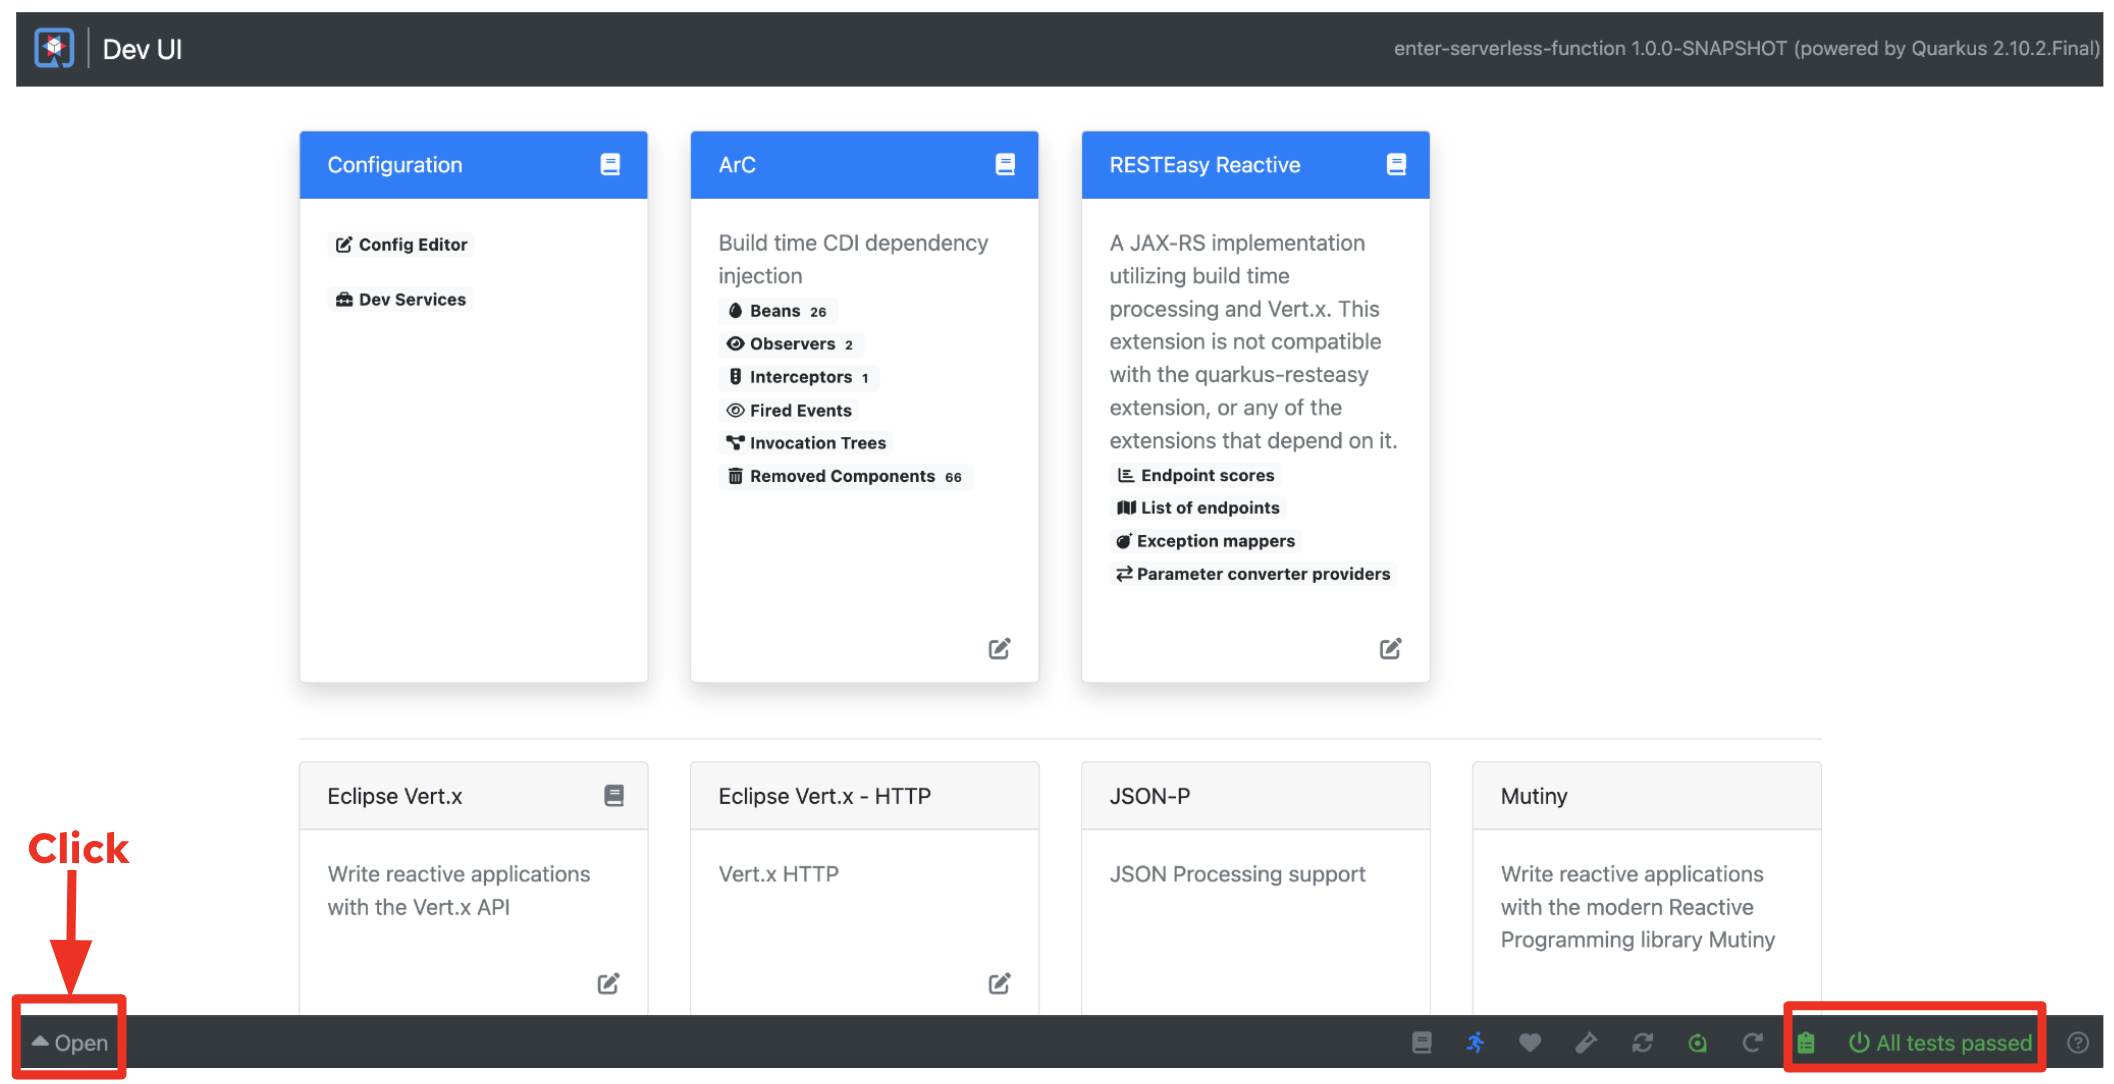 Dev UI
enter-serverless-function 1.0.0-SNAPSHOT (powered by Quarkus 2.10.2.Final)
Configuration
Config Editor
Dev Services
ArC
Build time CDI dependency
injection
Beans 26
Observers 2
Interceptors 1
Fired Events
Invocation Trees
Removed Components 66
RESTEasy Reactive
A JAX-RS implementation
utilizing build time
processing and Vert.x. This
extension is not compatible
with the quarkus-resteasy
extension, or any of the
extensions that depend on it.
Endpoint scores
List of endpoints
Exception mappers
Parameter converter providers
Eclipse Vert.x
Write reactive applications
with the Vert.x API
Eclipse Vert.x - HTTP
Vert.x HTTP
JSON-P
JSON Processing support
Mutiny
Write reactive applications
with the modern Reactive
Programming library Mutiny
Click
Open
All tests passed